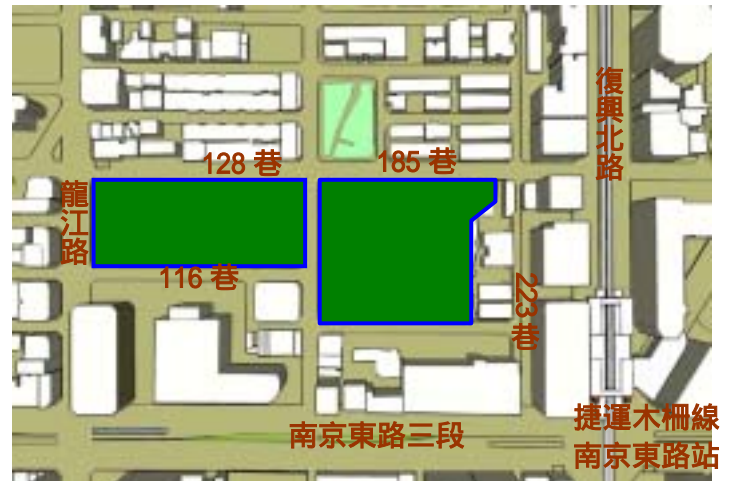 復興北路
128 巷
185 巷
龍江路
116 巷
223 巷
南京東路三段
捷運木柵線
南京東路站